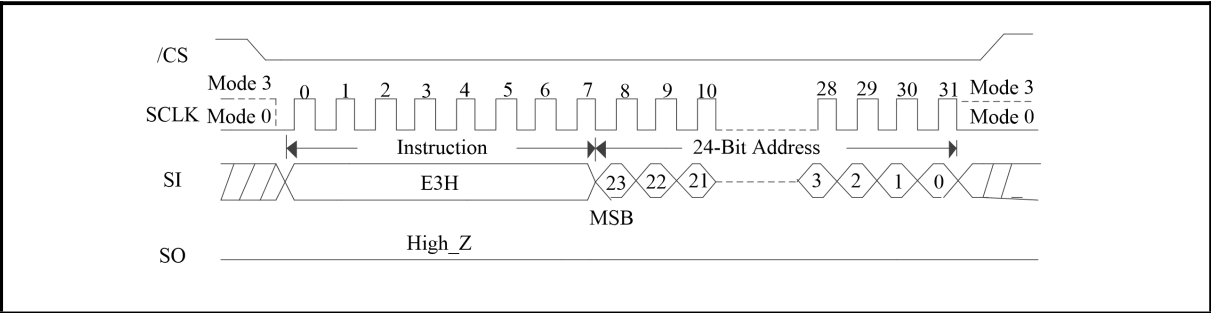 /CS
Mode 3
0 1 2 3 4 5 6 7 8 9 10 28 29 30 31 Mode 3
SCLK Mode 0 Mode 0
Instruction 24-Bit Address
SI E3H 23 22 21 3 2 1 0
MSB
High_Z
SO